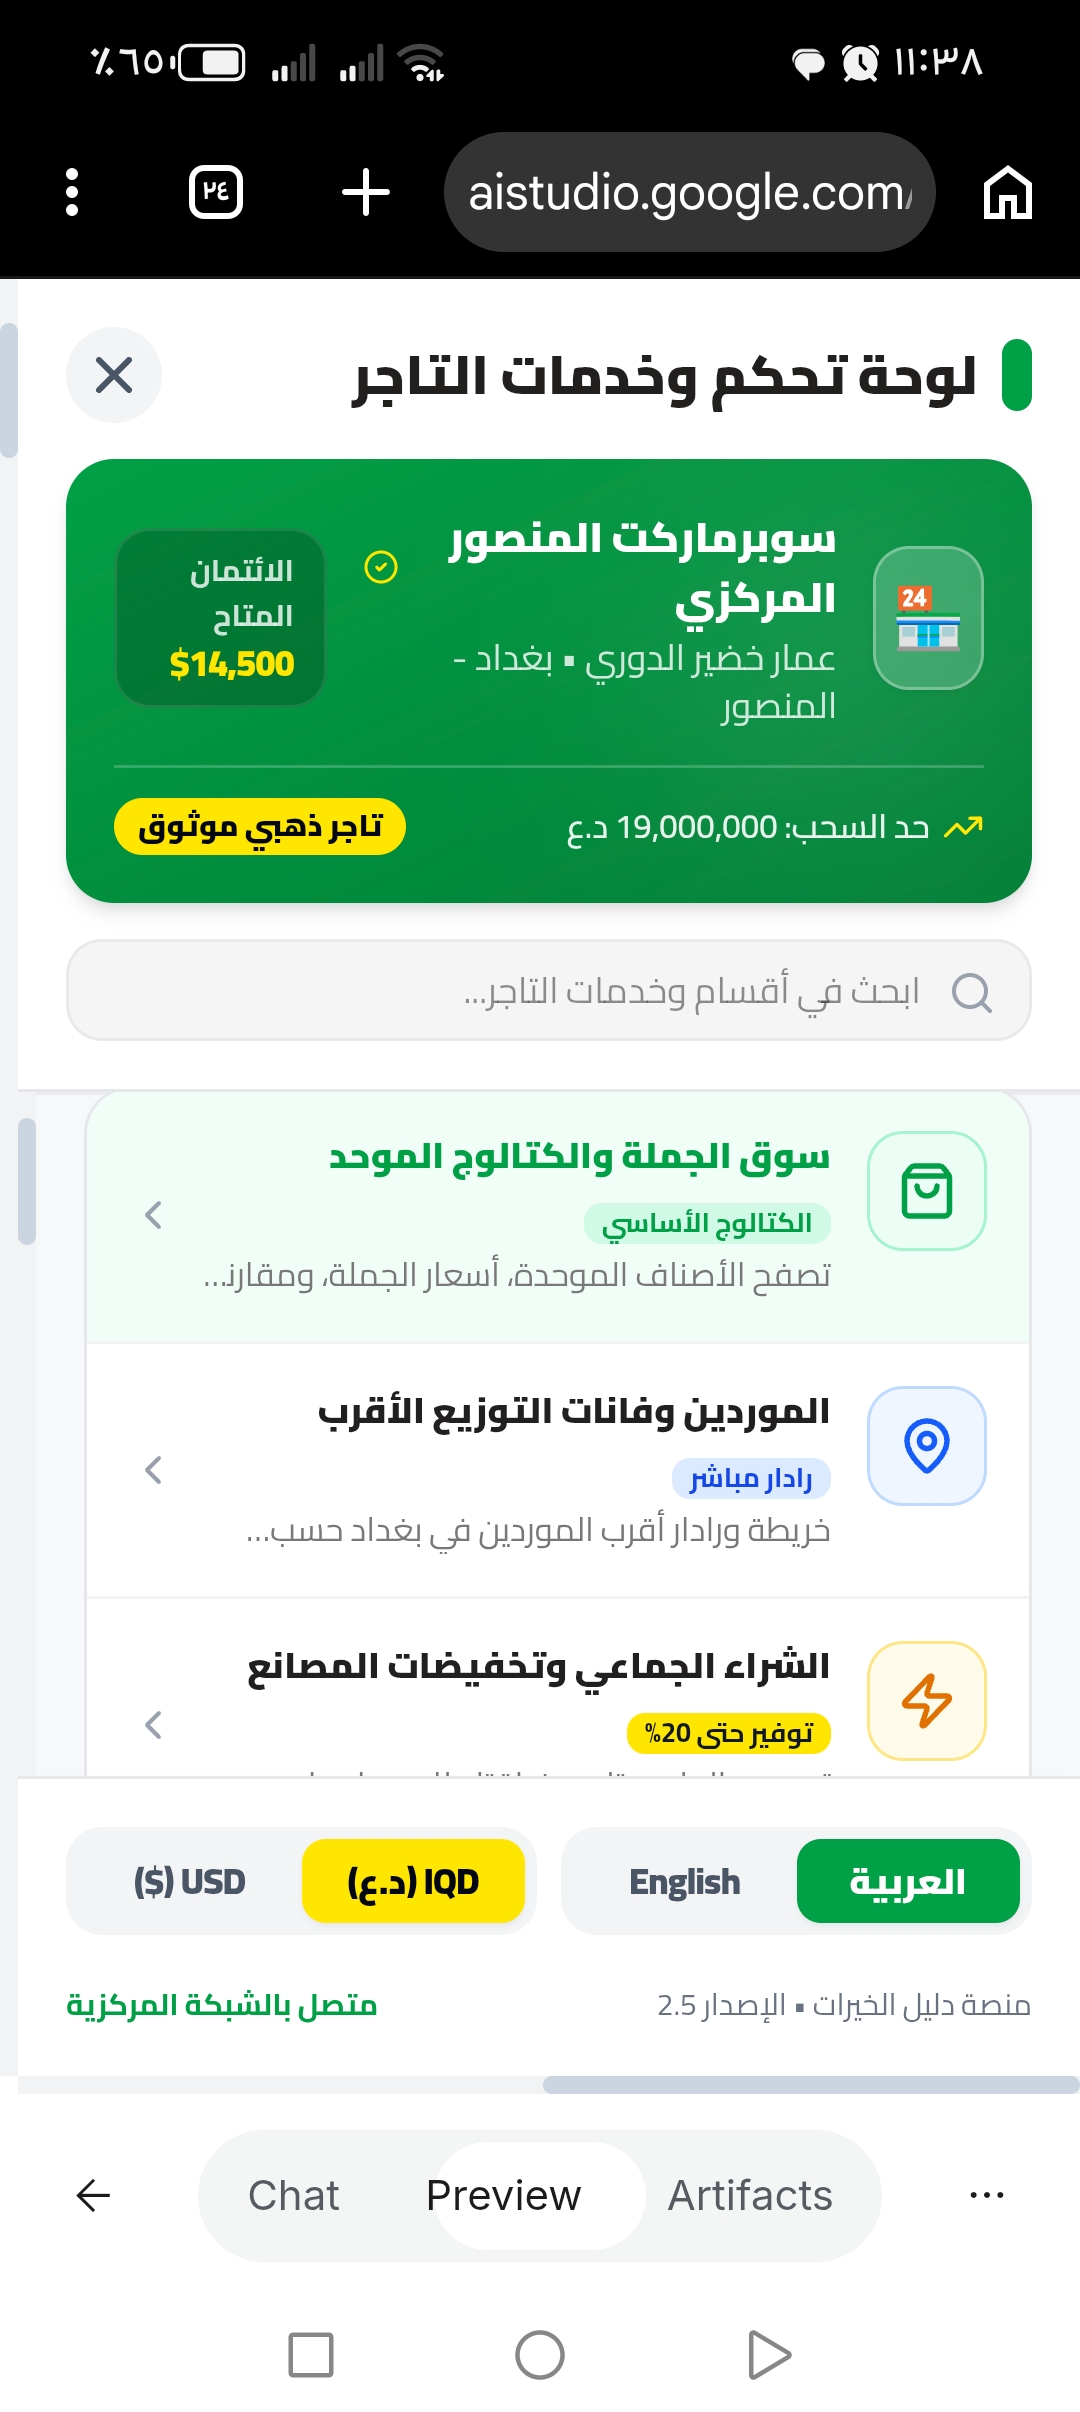 ٪٦٥
١١:٣٨
٢٤
aistudio.google.com/
لوحة تحكم وخدمات التاجر
24
سوبرماركت المنصور
المركزي
عمار خضير الدوري ▪ بغداد -
المنصور
الائتمان
المتاح
$14,500
حد السحب: 19,000,000 د.ع
تاجر ذهبي موثوق
ابحث في أقسام وخدمات التاجر...
سوق الجملة والكتالوج الموحد
الكتالوج الأساسي
تصفح الأصناف الموحدة، أسعار الجملة، ومقارنـ...
الموردين وفانات التوزيع الأقرب
رادار مباشر
خريطة ورادار أقرب الموردين في بغداد حسب...
الشراء الجماعي وتخفيضات المصانع
توفير حتى 20%
العربية
English
IQD (د.ع)
USD ($)
منصة دليل الخيرات ▪ الإصدار 2.5
متصل بالشبكة المركزية
Chat
Preview
Artifacts